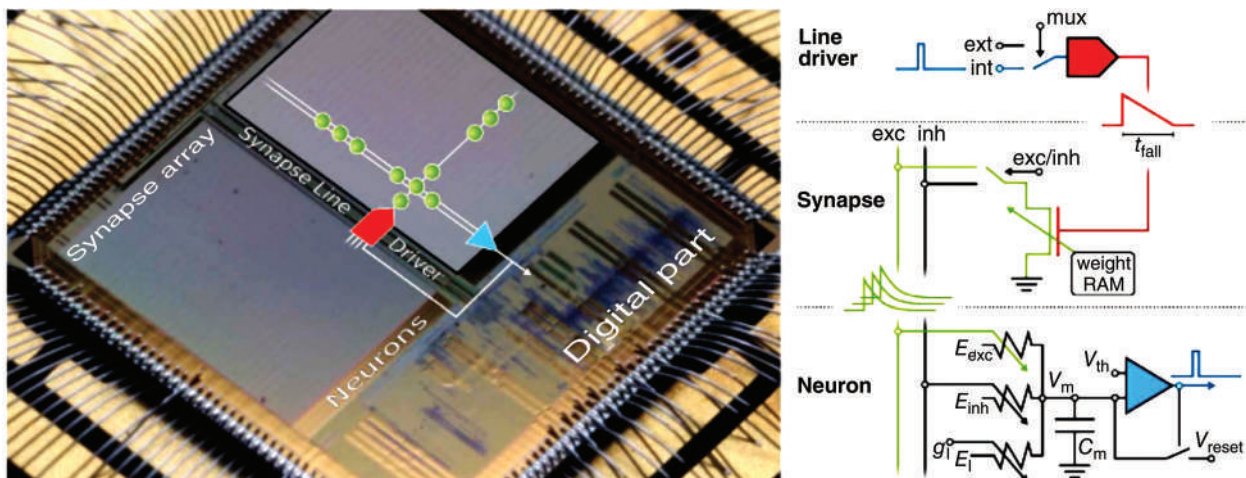 Synapse array
Synapse Line
Driver
Neurons
Digital part
Line
driver
mux
ext
int
t_fall
exc inh
exc/inh
Synapse
weight
RAM
Neuron
E_exc
V_m
V_th
E_inh
g_l
E_l
C_m
V_reset